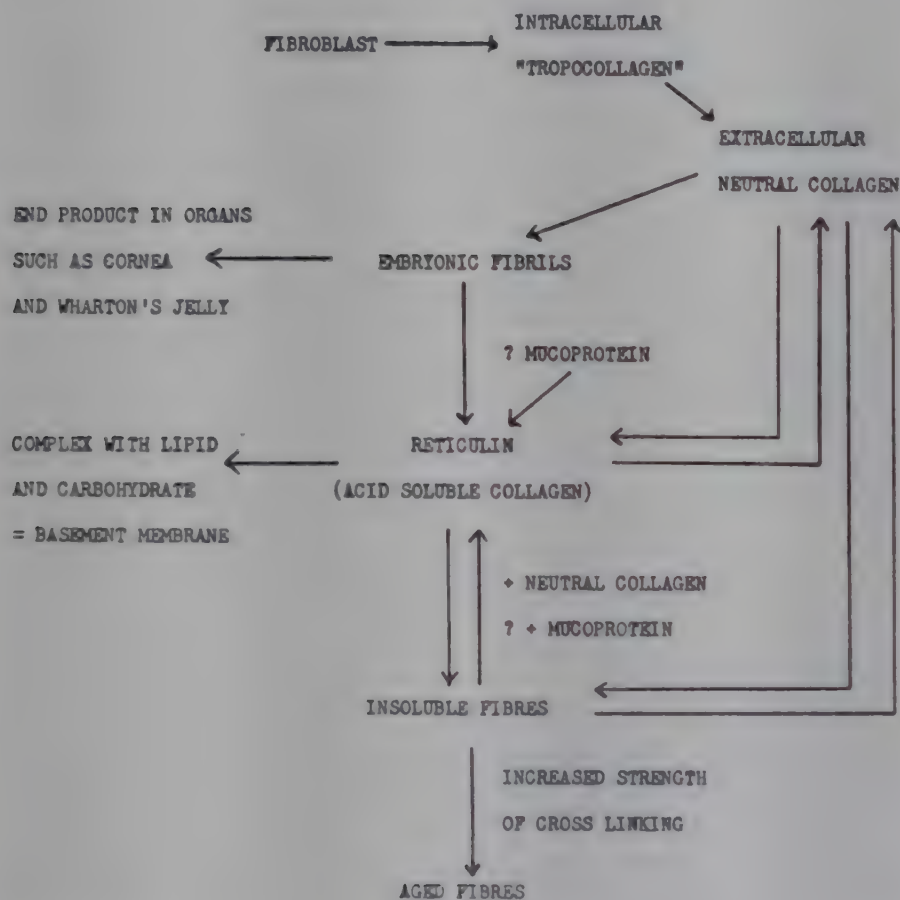 INTRACELLULAR
FIBROBLAST
"TROPOCOLLAGEN"
EXTRACELLULAR
NEUTRAL COLLAGEN
END PRODUCT IN ORGANS
SUCH AS CORNEA
AND WHARTON'S JELLY
EMBRYONIC FIBRILS
? MUCOPROTEIN
COMPLEX WITH LIPID
AND CARBOHYDRATE
= BASEMENT MEMBRANE
RETICULIN
(ACID SOLUBLE COLLAGEN)
+ NEUTRAL COLLAGEN
? + MUCOPROTEIN
INSOLUBLE FIBRES
INCREASED STRENGTH
OF CROSS LINKING
AGED FIBRES